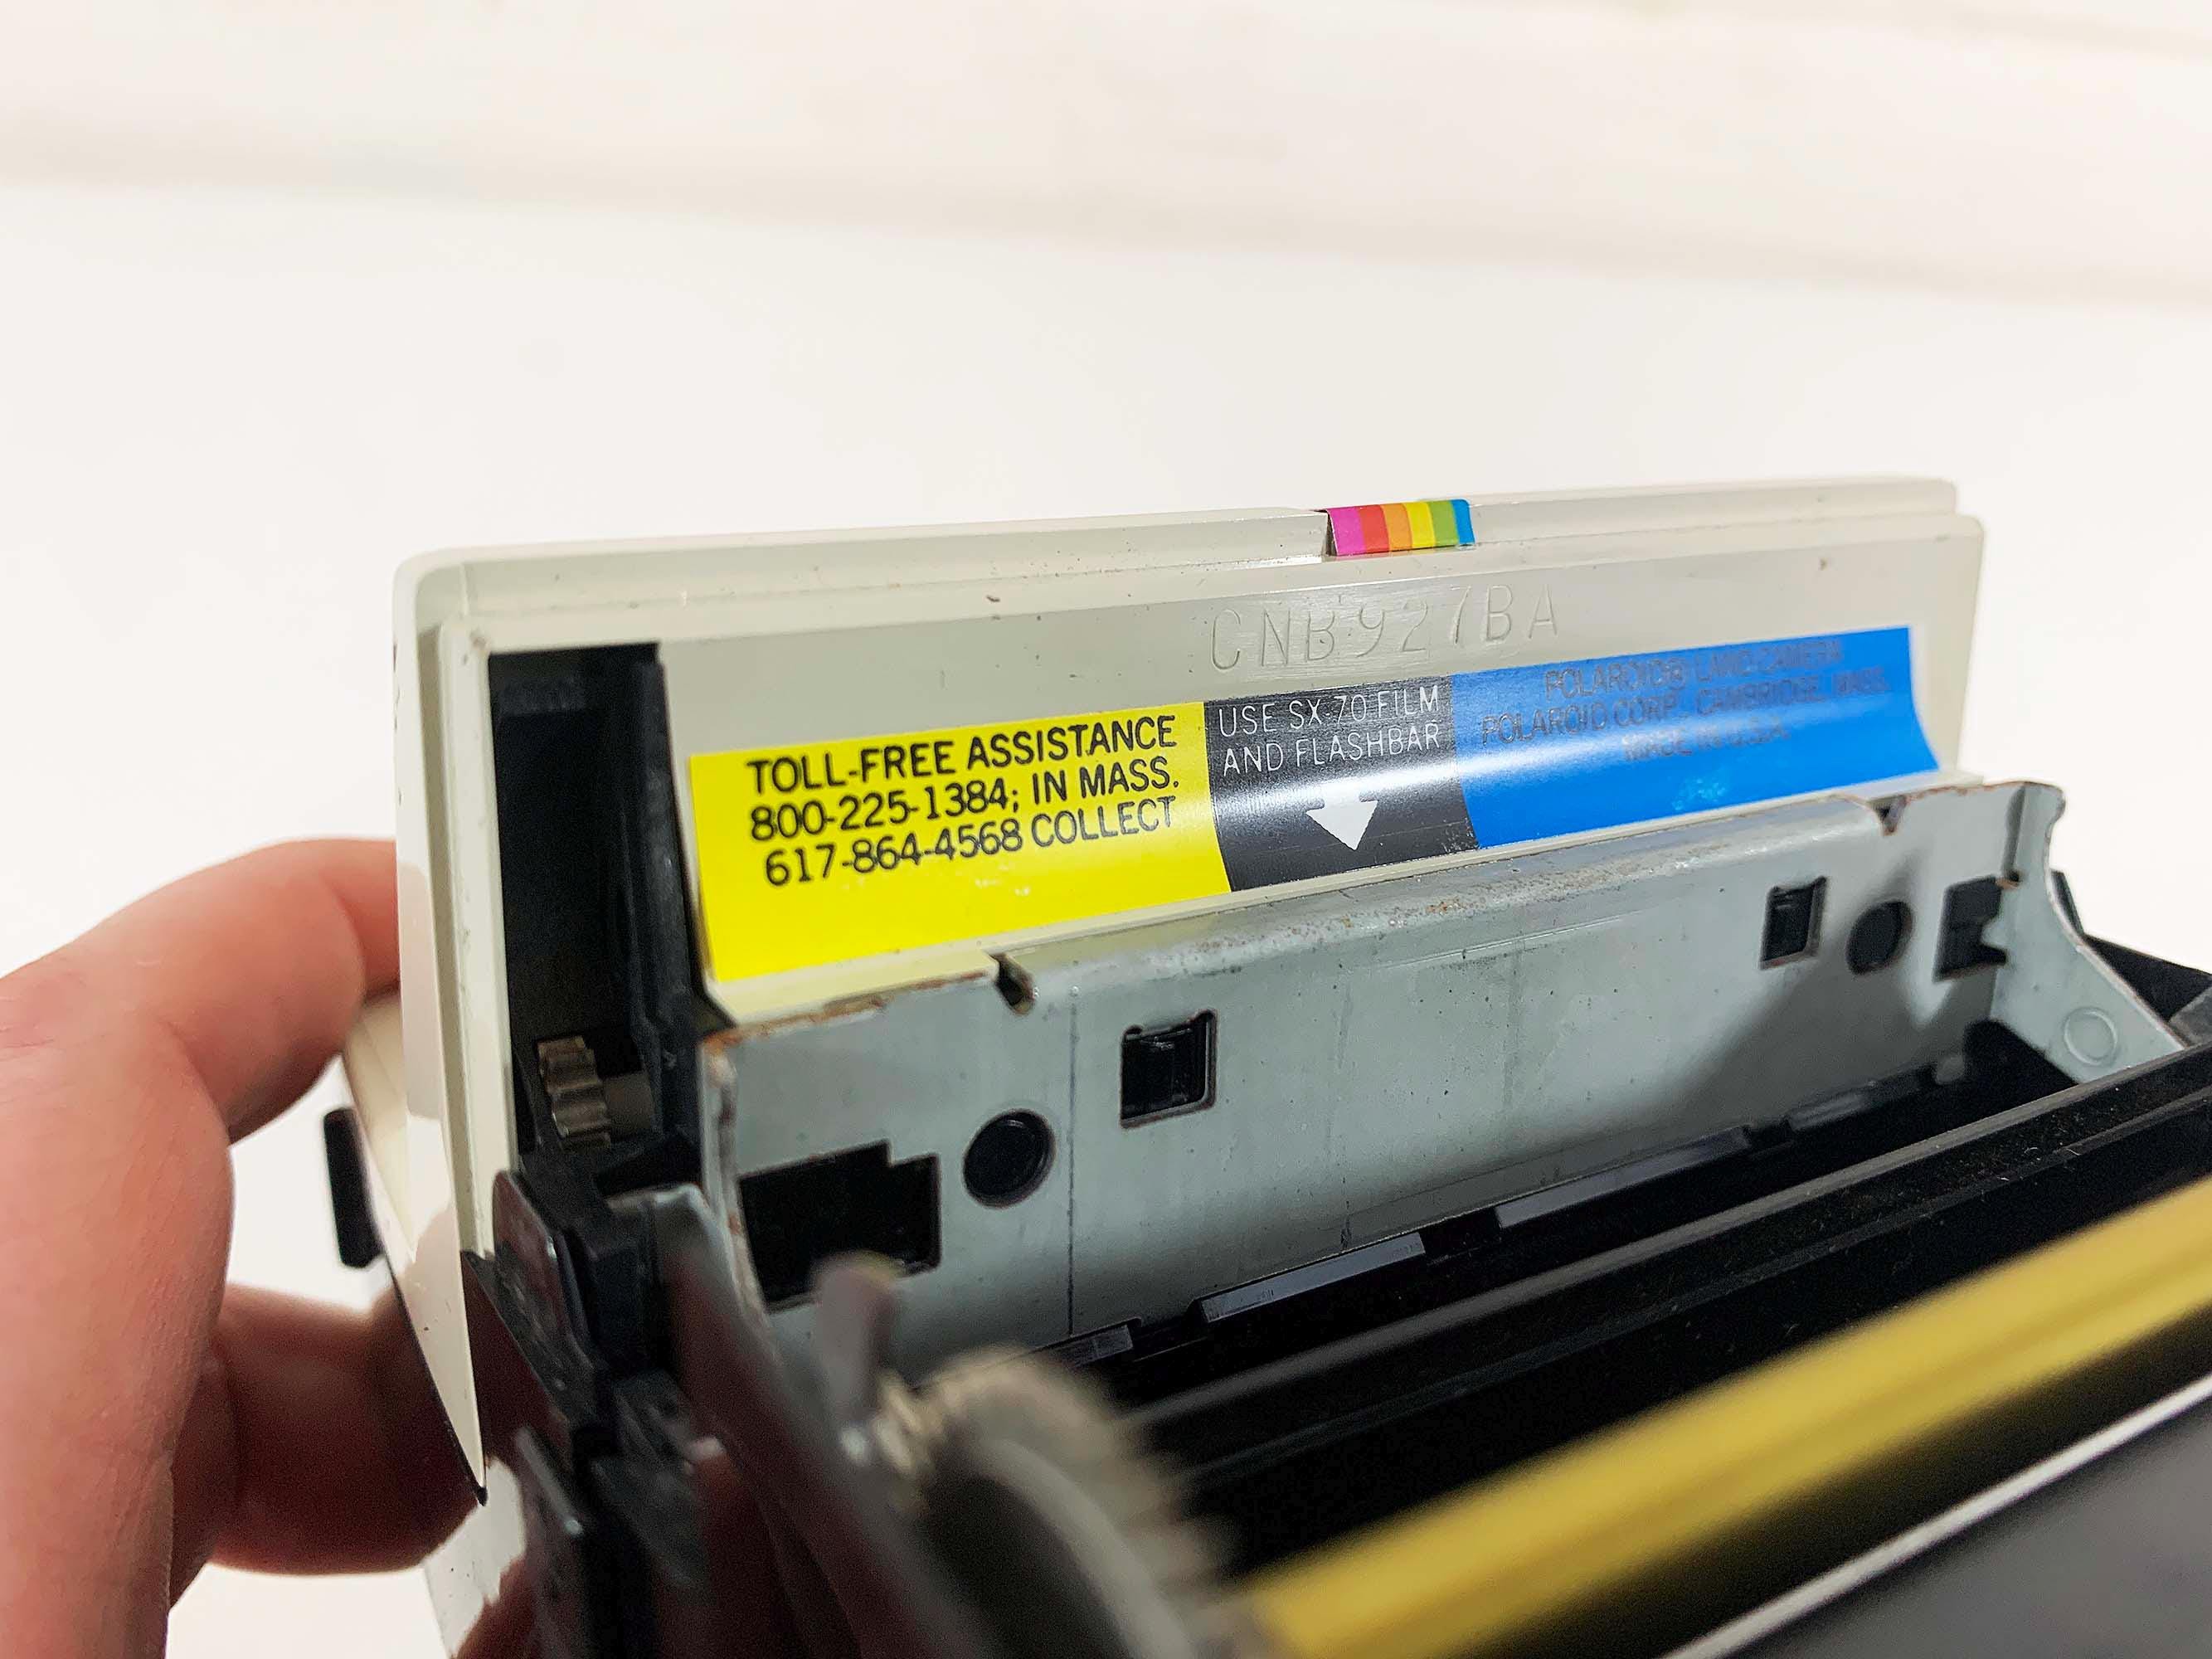 CNB927BA
TOLL-FREE ASSISTANCE
800-225-1384; IN MASS.
617-864-4568 COLLECT
USE SX-70 FILM
AND FLASHBAR
POLAROID® LAND CAMERA
POLAROID CORP., CAMBRIDGE, MASS.
MADE IN U.S.A.